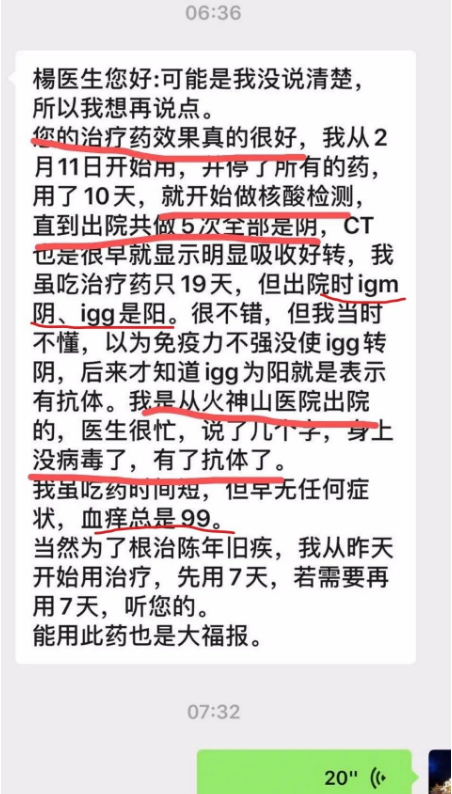 06:36
楊医生您好:可能是我没说清楚，
所以我想再说点。
您的治疗药效果真的很好，我从2
月11日开始用，并停了所有的药，
用了10天，就开始做核酸检测，
直到出院共做5次全部是阴，CT
也是很早就显示明显吸收好转，我
虽吃治疗药只19天，但出院时igm
阴、igg是阳。很不错，但我当时
不懂，以为免疫力不强没使igg转
阴，后来才知道igg为阳就是表示
有抗体。我是从火神山医院出院
的，医生很忙，说了几个字，身上
没病毒了，有了抗体了。
我虽吃药时间短，但早无任何症
状，血痒总是99。
当然为了根治陈年旧疾，我从昨天
开始用治疗，先用7天，若需要再
用7天，听您的。
能用此药也是大福报。
07:32
20"